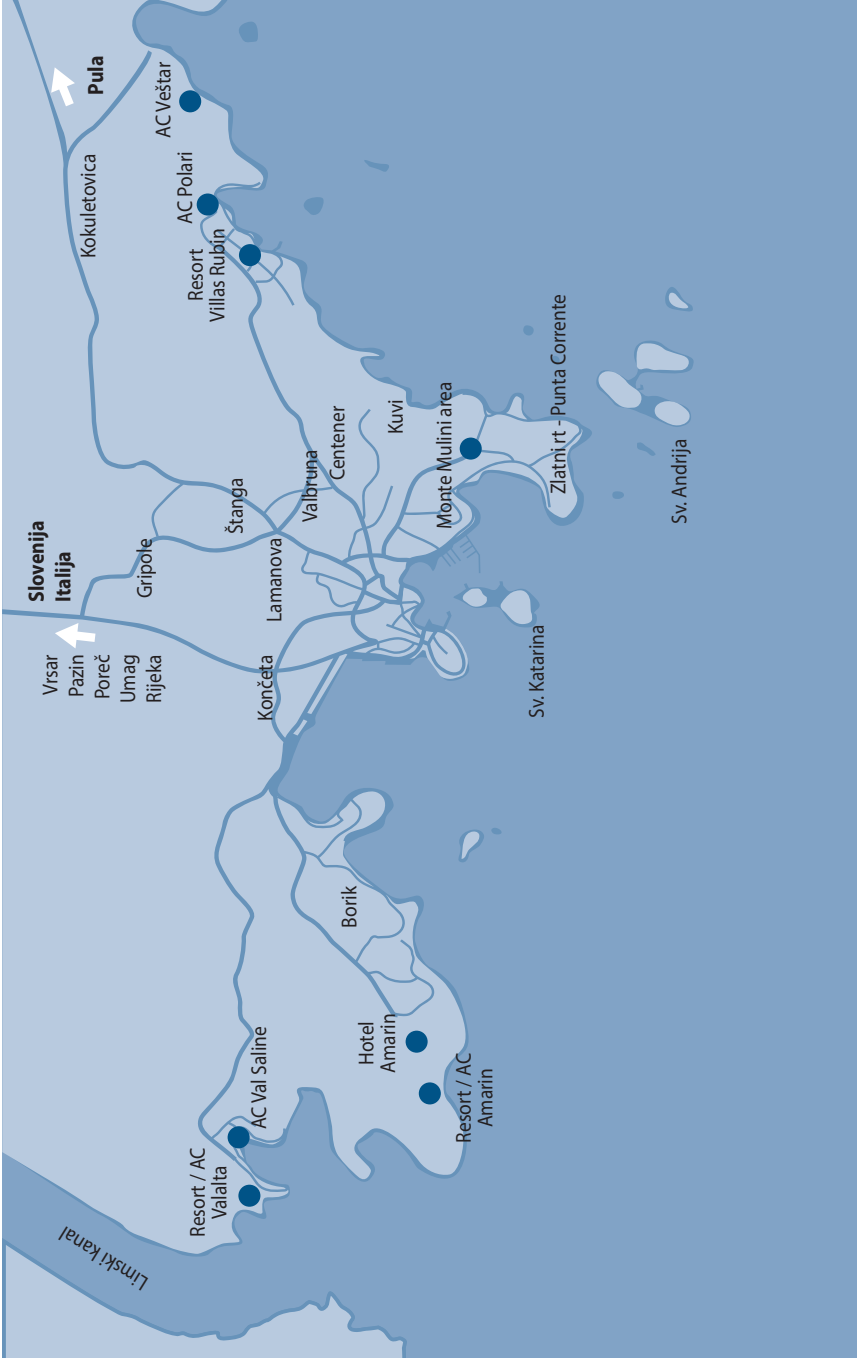 Limski kanal
Resort / AC
Valalta
AC Val Saline
Hotel
Amarin
Resort / AC
Amarin
Borik
Vrsar
Pazin
Poreč
Umag
Rijeka
Slovenija
Italija
Končeta
Gripole
Lamanova
Štanga
Valbruna
Centener
Kuvi
Monte Mulini area
Zlatni rt - Punta Corrente
Sv. Katarina
Sv. Andrija
Kokuletovica
Pula
Resort
Villas Rubin
AC Polari
AC Veštar